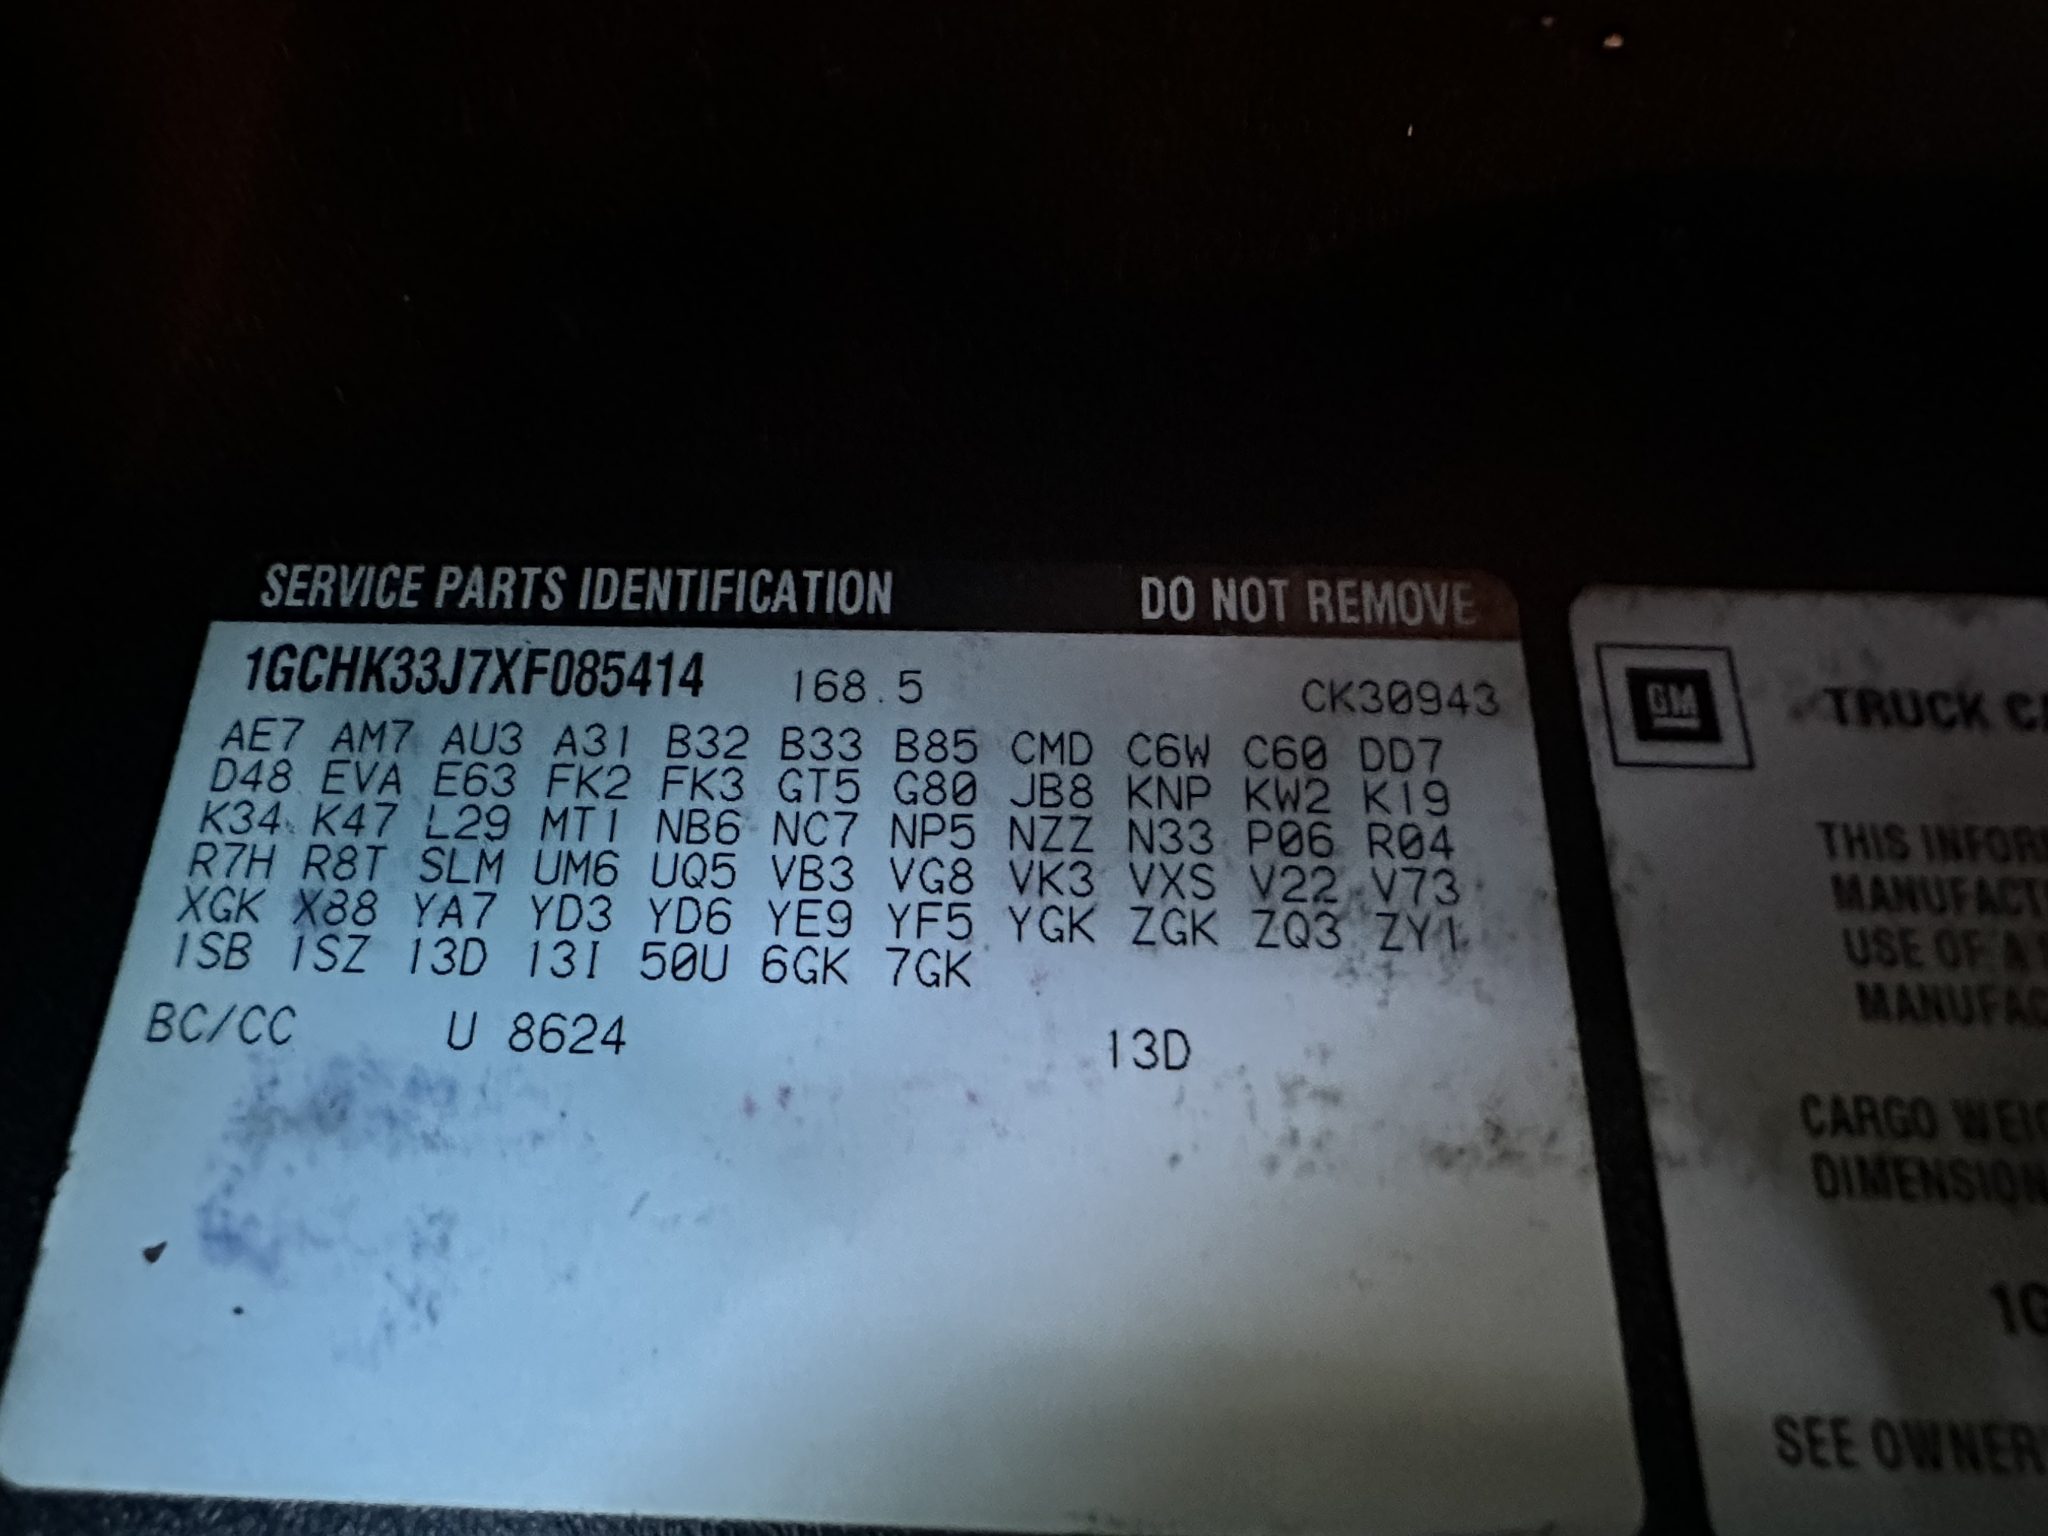 SERVICE PARTS IDENTIFICATION DO NOT REMOVE
1GCHK33J7XF085414 168.5 CK30943
AE7 AM7 AU3 A31 B32 B33 B85 CMD C6W C60 DD7
D48 EVA E63 FK2 FK3 GT5 G80 JB8 KNP KW2 K19
K34 K47 L29 MT1 NB6 NC7 NP5 NZZ N33 P06 R04
R7H R8T SLM UM6 UQ5 VB3 VG8 VK3 VXS V22 V73
XGK X88 YA7 YD3 YD6 YE9 YF5 YGK ZGK ZQ3 ZY1
1SB 1SZ 13D 13I 50U 6GK 7GK
BC/CC U 8624 13D
GM
TRUCK
THIS
USE OF A
CARGO
SEE